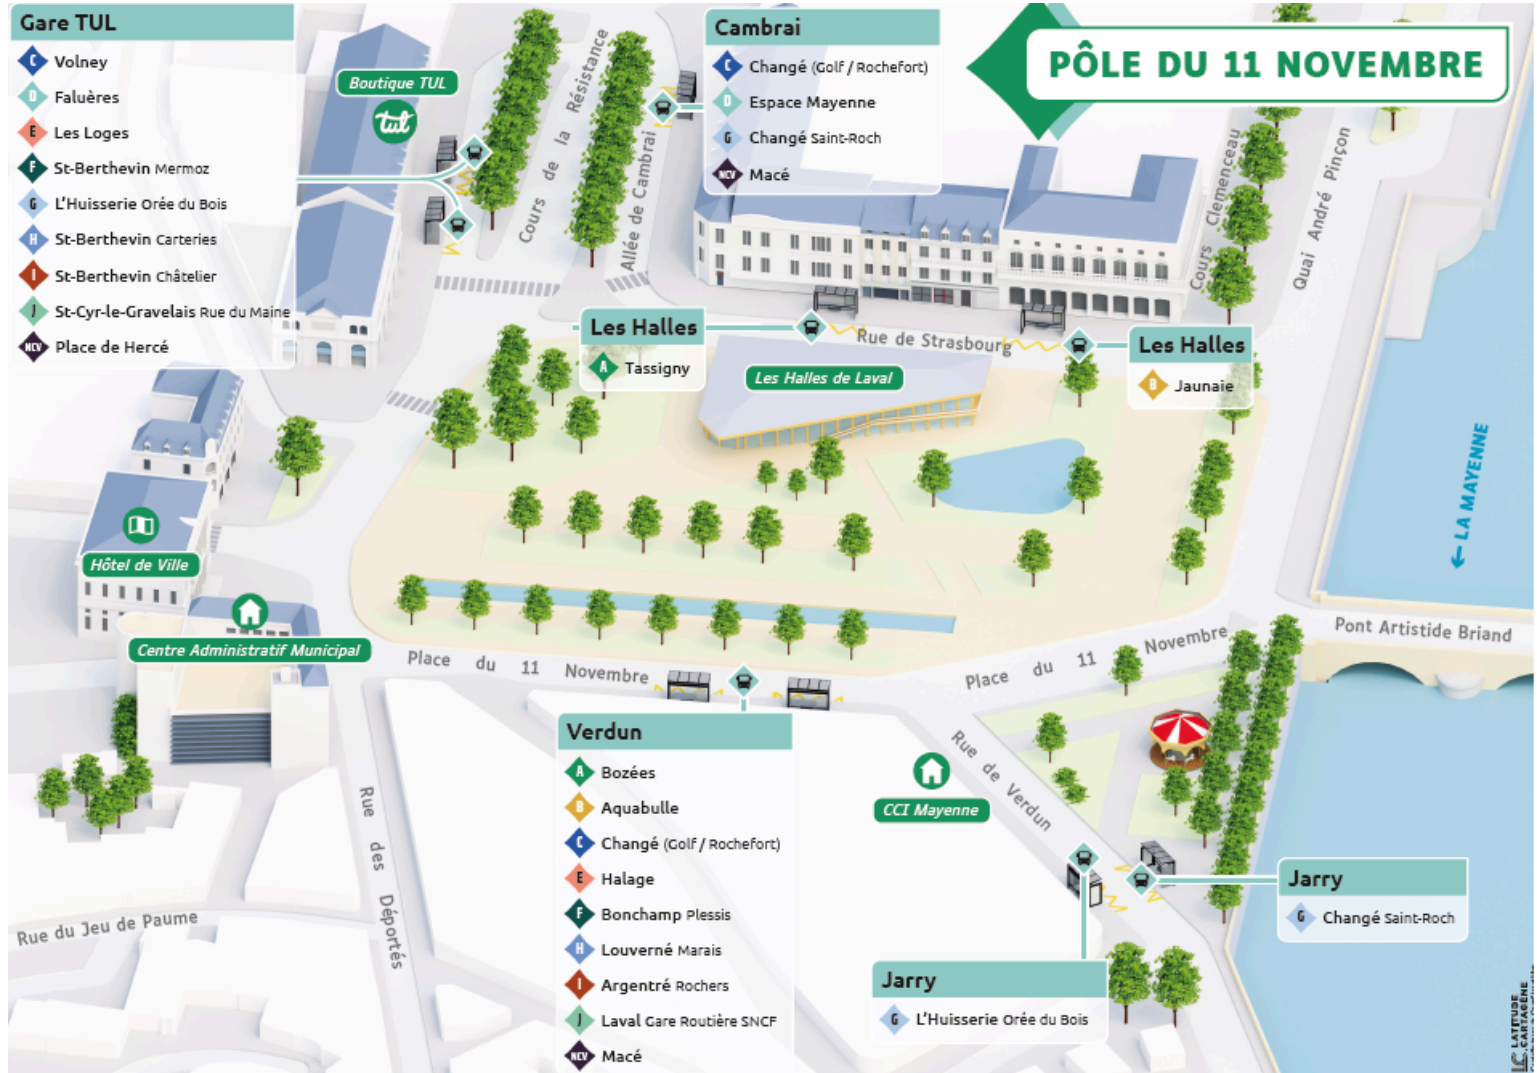 PÔLE DU 11 NOVEMBRE
Gare TUL
C Volney
D Faluères
E Les Loges
F St-Berthevin Mermoz
G L'Huisserie Orée du Bois
H St-Berthevin Carteries
I St-Berthevin Châtelier
J St-Cyr-le-Gravelais Rue du Maine
NCV Place de Hercé
Boutique TUL
tul
Cours de la Résistance
Allée de Cambrai
Cambrai
C Changé (Golf / Rochefort)
D Espace Mayenne
G Changé Saint-Roch
NCV Macé
Cours Clemenceau
Quai André Pinçon
Les Halles
A Tassigny
Rue de Strasbourg
Les Halles de Laval
Les Halles
B Jaunaie
← LA MAYENNE
Hôtel de Ville
Centre Administratif Municipal
Place du 11 Novembre
Place du 11 Novembre
Pont Artistide Briand
Verdun
A Bozées
B Aquabulle
C Changé (Golf / Rochefort)
E Halage
F Bonchamp Plessis
H Louverné Marais
I Argentré Rochers
J Laval Gare Routière SNCF
NCV Macé
Rue de Verdun
CCI Mayenne
Rue des Déportés
Rue du Jeu de Paume
Jarry
G Changé Saint-Roch
Jarry
G L'Huisserie Orée du Bois
LC LATITUDE
CARTAGÈNE